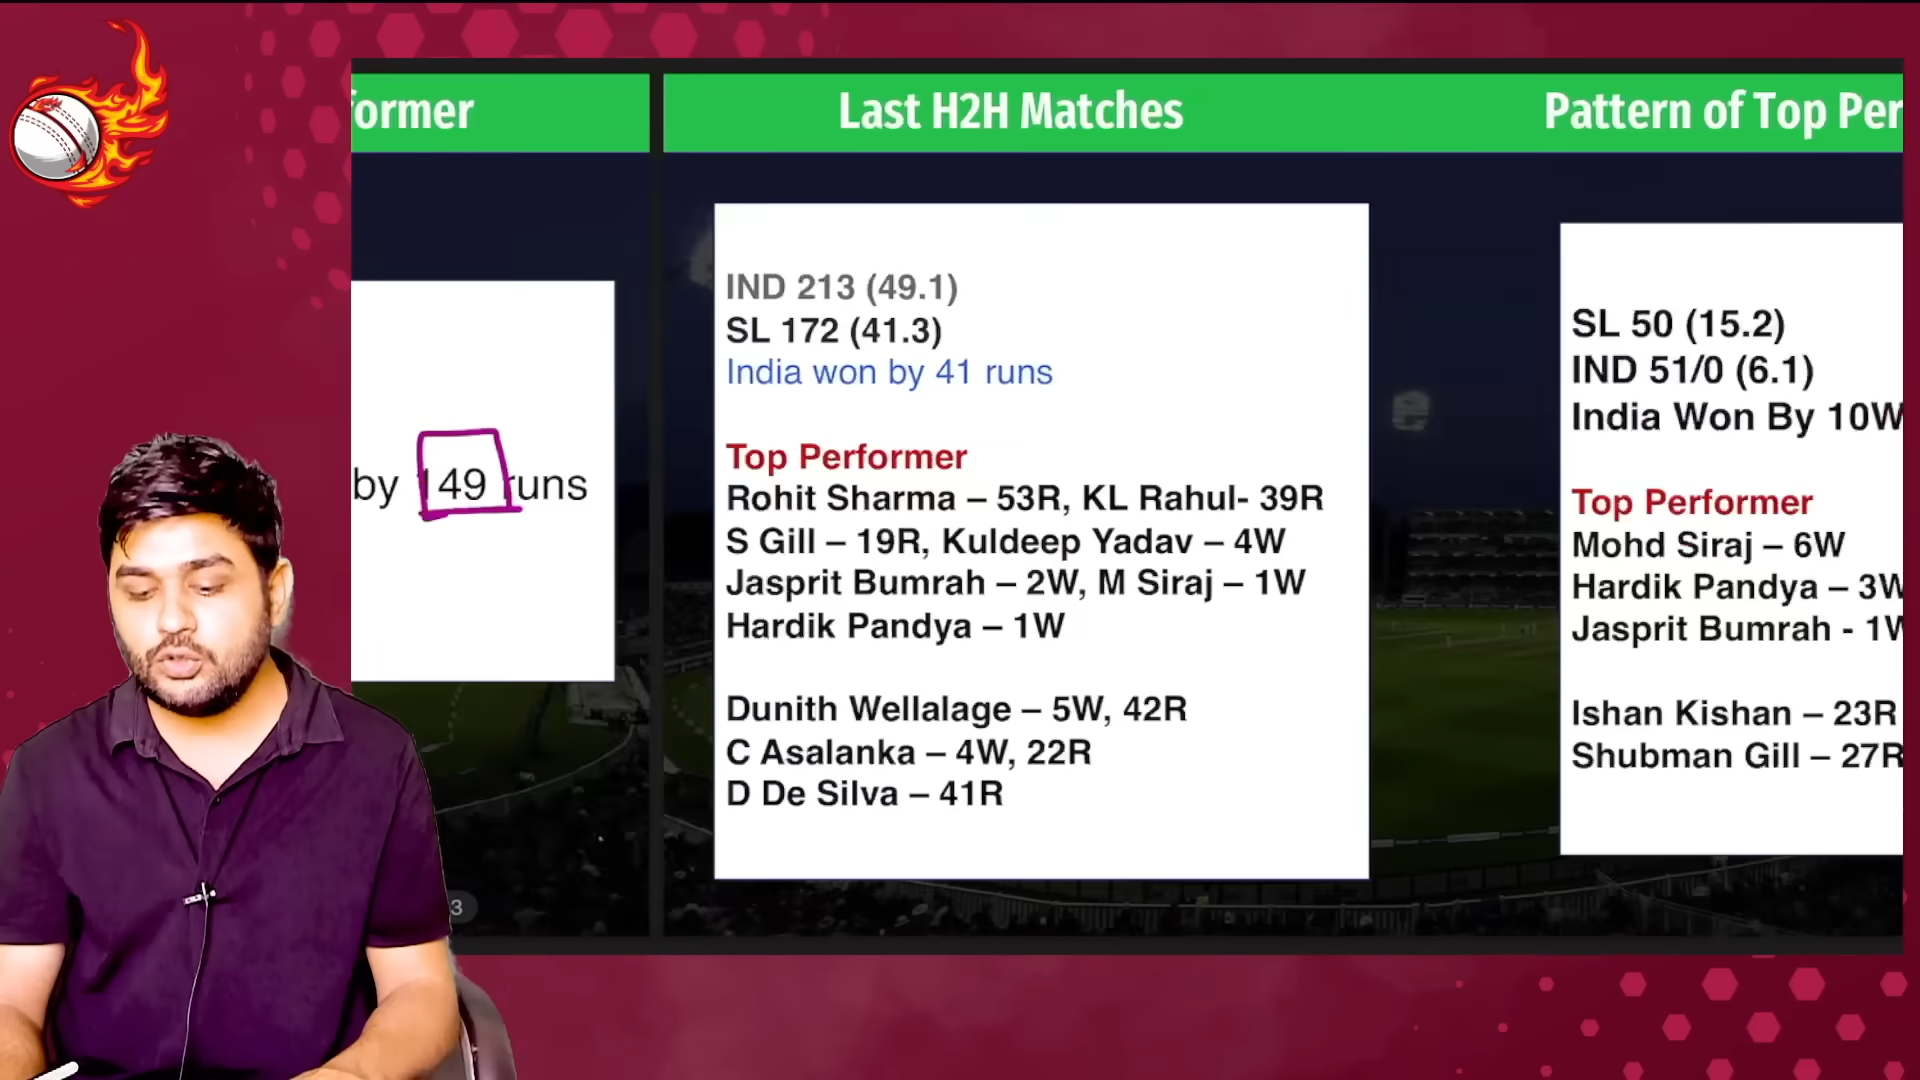 former
Last H2H Matches
Pattern of Top Per
by 149 runs
3
IND 213 (49.1)
SL 172 (41.3)
India won by 41 runs
Top Performer
Rohit Sharma – 53R, KL Rahul- 39R
S Gill – 19R, Kuldeep Yadav – 4W
Jasprit Bumrah – 2W, M Siraj – 1W
Hardik Pandya – 1W
Dunith Wellalage – 5W, 42R
C Asalanka – 4W, 22R
D De Silva – 41R
SL 50 (15.2)
IND 51/0 (6.1)
India Won By 10W
Top Performer
Mohd Siraj – 6W
Hardik Pandya – 3W
Jasprit Bumrah - 1W
Ishan Kishan – 23R
Shubman Gill – 27R